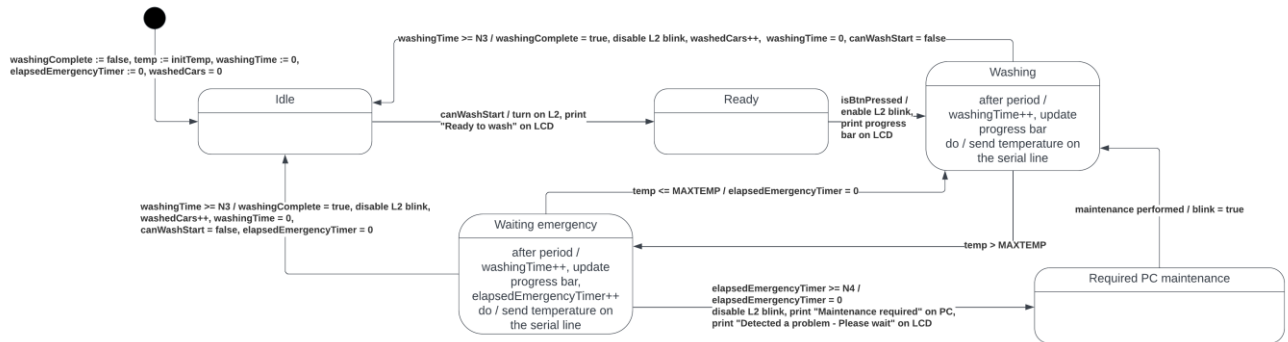 washingTime >= N3 / washingComplete = true, disable L2 blink, washedCars++, washingTime = 0, canWashStart = false
washingComplete := false, temp := initTemp, washingTime := 0,
elapsedEmergencyTimer := 0, washedCars = 0
Idle
canWashStart / turn on L2, print
"Ready to wash" on LCD
Ready
isBtnPressed /
enable L2 blink,
print progress
bar on LCD
Washing
after period /
washingTime++, update
progress bar
do / send temperature on
the serial line
washingTime >= N3 / washingComplete = true, disable L2 blink,
washedCars++, washingTime = 0,
canWashStart = false, elapsedEmergencyTimer = 0
temp <= MAXTEMP / elapsedEmergencyTimer = 0
maintenance performed / blink = true
Waiting emergency
after period /
washingTime++, update
progress bar,
elapsedEmergencyTimer++
do / send temperature on
the serial line
temp > MAXTEMP
elapsedEmergencyTimer >= N4 /
elapsedEmergencyTimer = 0
disable L2 blink, print "Maintenance required" on PC,
print "Detected a problem - Please wait" on LCD
Required PC maintenance